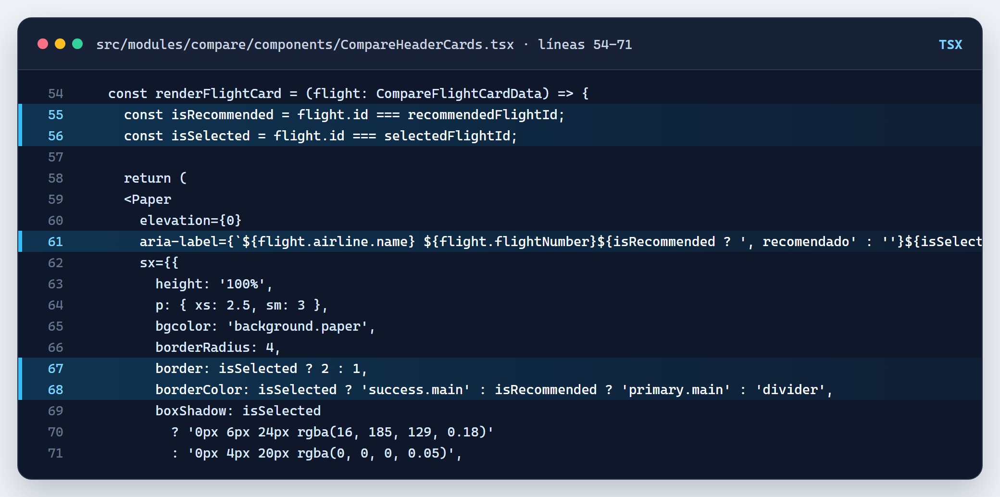 src/modules/compare/components/CompareHeaderCards.tsx · líneas 54–71
TSX
54 const renderFlightCard = (flight: CompareFlightCardData) => {
55 const isRecommended = flight.id === recommendedFlightId;
56 const isSelected = flight.id === selectedFlightId;
57
58 return (
59 <Paper
60 elevation={0}
61 aria-label={`${flight.airline.name} ${flight.flightNumber}${isRecommended ? ', recomendado' : ''}${isSelect
62 sx={{
63 height: '100%',
64 p: { xs: 2.5, sm: 3 },
65 bgcolor: 'background.paper',
66 borderRadius: 4,
67 border: isSelected ? 2 : 1,
68 borderColor: isSelected ? 'success.main' : isRecommended ? 'primary.main' : 'divider',
69 boxShadow: isSelected
70 ? '0px 6px 24px rgba(16, 185, 129, 0.18)'
71 : '0px 4px 20px rgba(0, 0, 0, 0.05)',